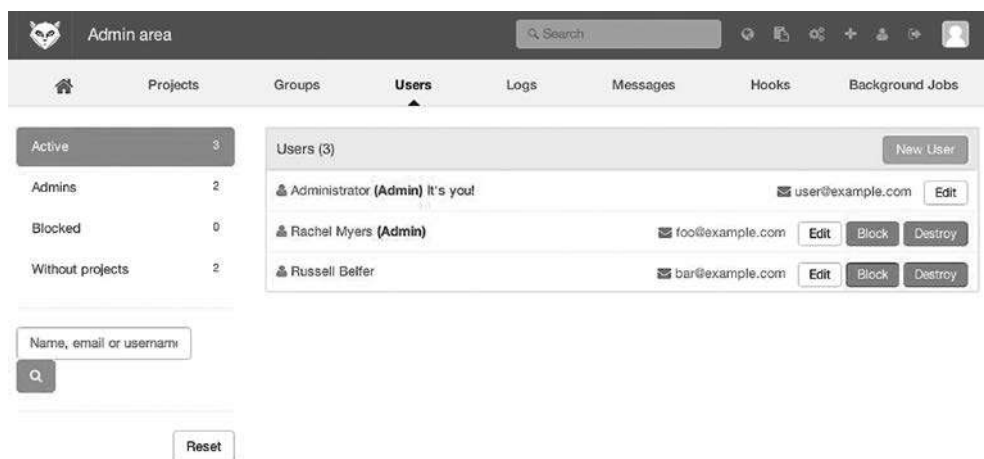 Admin area
Search
Projects Groups Users Logs Messages Hooks Background Jobs
Active 3
Admins 2
Blocked 0
Without projects 2
Name, email or usernam
Reset
Users (3) New User
Administrator (Admin) It's you! user@example.com Edit
Rachel Myers (Admin) foo@example.com Edit Block Destroy
Russell Belfer bar@example.com Edit Block Destroy